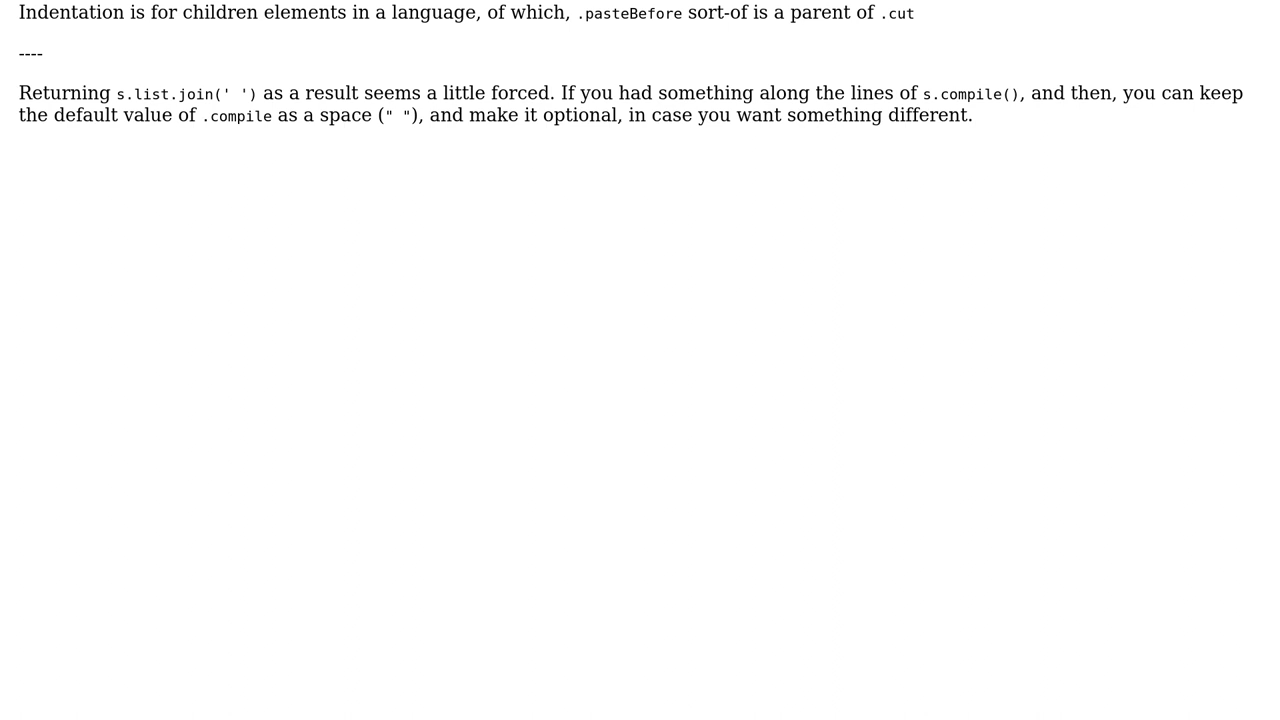 Indentation is for children elements in a language, of which, .pasteBefore sort-of is a parent of .cut
----
Returning s.list.join(' ') as a result seems a little forced. If you had something along the lines of s.compile(), and then, you can keep
the default value of .compile as a space (" "), and make it optional, in case you want something different.